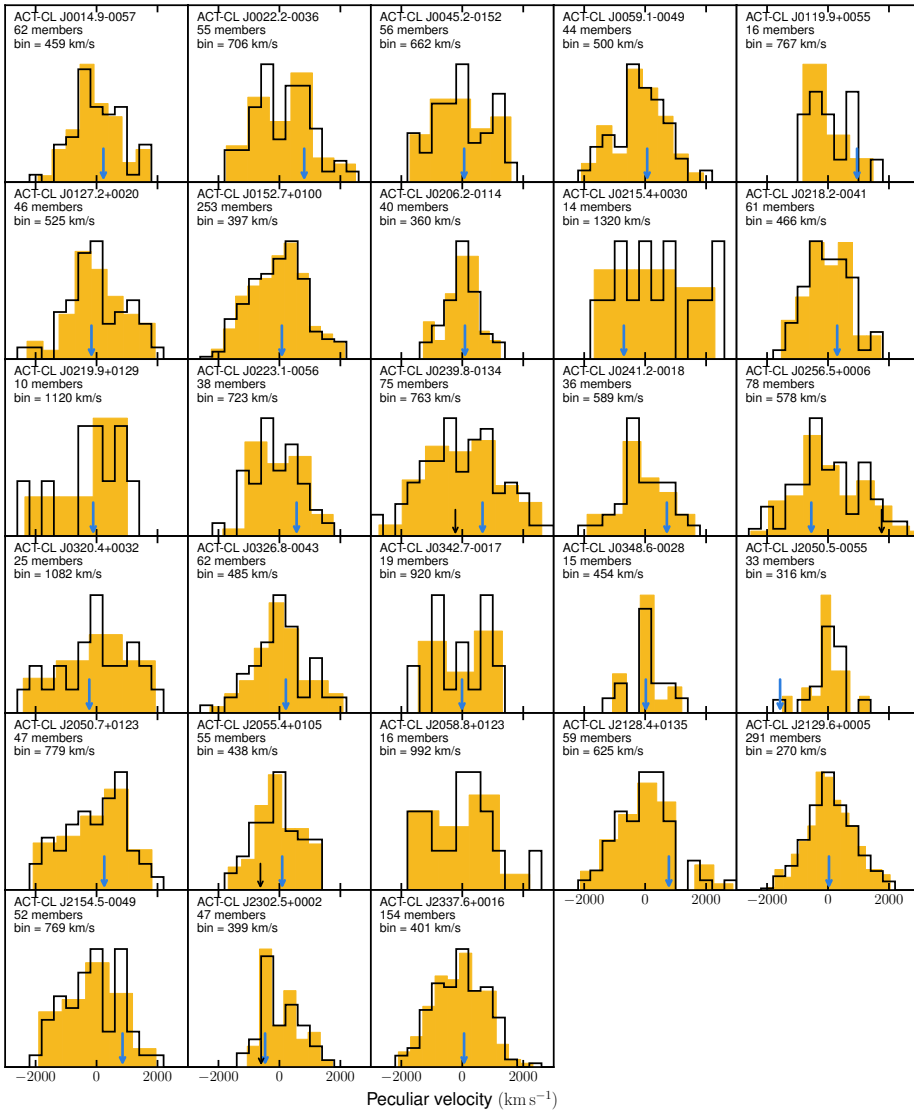 ACT-CL J0014.9-0057
62 members
bin = 459 km/s
ACT-CL J0022.2-0036
55 members
bin = 706 km/s
ACT-CL J0045.2-0152
56 members
bin = 662 km/s
ACT-CL J0059.1-0049
44 members
bin = 500 km/s
ACT-CL J0119.9+0055
16 members
bin = 767 km/s
ACT-CL J0127.2+0020
46 members
bin = 525 km/s
ACT-CL J0152.7+0100
253 members
bin = 397 km/s
ACT-CL J0206.2-0114
40 members
bin = 360 km/s
ACT-CL J0215.4+0030
14 members
bin = 1320 km/s
ACT-CL J0218.2-0041
61 members
bin = 466 km/s
ACT-CL J0219.9+0129
10 members
bin = 1120 km/s
ACT-CL J0223.1-0056
38 members
bin = 723 km/s
ACT-CL J0239.8-0134
75 members
bin = 763 km/s
ACT-CL J0241.2-0018
36 members
bin = 589 km/s
ACT-CL J0256.5+0006
78 members
bin = 578 km/s
ACT-CL J0320.4+0032
25 members
bin = 1082 km/s
ACT-CL J0326.8-0043
62 members
bin = 485 km/s
ACT-CL J0342.7-0017
19 members
bin = 920 km/s
ACT-CL J0348.6-0028
15 members
bin = 454 km/s
ACT-CL J2050.5-0055
33 members
bin = 316 km/s
ACT-CL J2050.7+0123
47 members
bin = 779 km/s
ACT-CL J2055.4+0105
55 members
bin = 438 km/s
ACT-CL J2058.8+0123
16 members
bin = 992 km/s
ACT-CL J2128.4+0135
59 members
bin = 625 km/s
ACT-CL J2129.6+0005
291 members
bin = 270 km/s
−2000 0 2000
−2000 0 2000
ACT-CL J2154.5-0049
52 members
bin = 769 km/s
ACT-CL J2302.5+0002
47 members
bin = 399 km/s
ACT-CL J2337.6+0016
154 members
bin = 401 km/s
−2000 0 2000
−2000 0 2000
−2000 0 2000
Peculiar velocity (km s⁻¹)